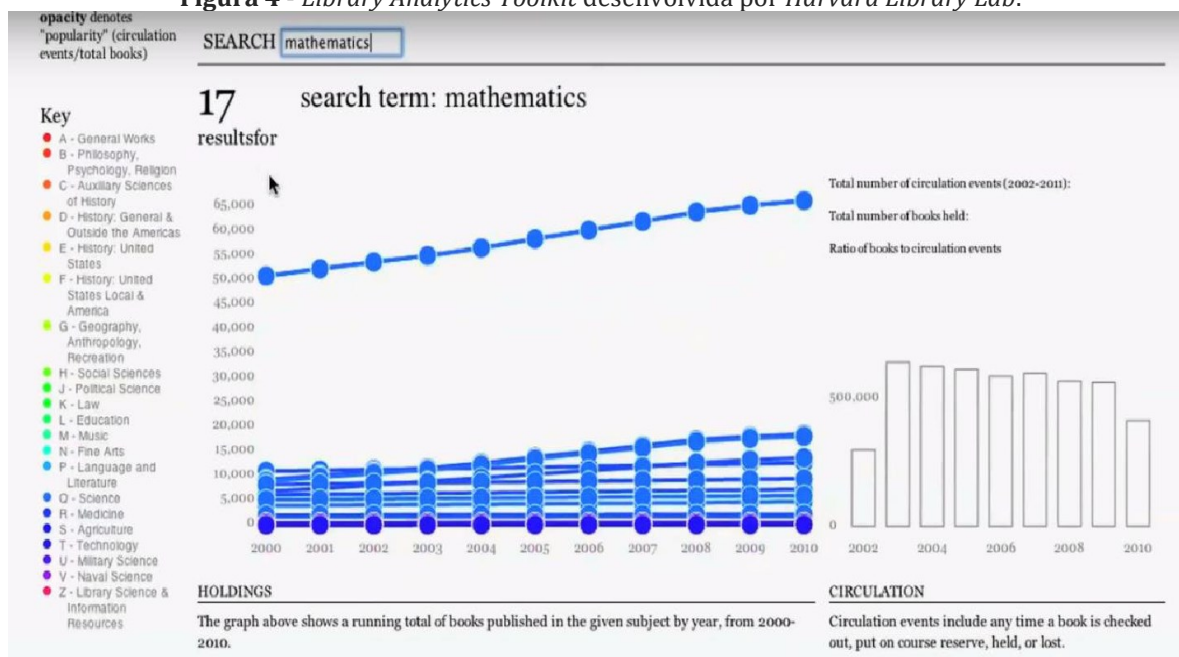 Figura 4 - Library Analytics Toolkit desenvolvida por Harvard Library Lab.
opacity denotes
"popularity" (circulation
events/total books)
SEARCH mathematics
17
resultsfor
search term: mathematics
Key
A - General Works
B - Philosophy,
Psychology, Religion
C - Auxiliary Sciences
of History
D - History: General &
Outside the Americas
E - History: United
States
F - History: United
States Local &
America
G - Geography,
Anthropology,
Recreation
H - Social Sciences
J - Political Science
K - Law
L - Education
M - Music
N - Fine Arts
P - Language and
Literature
Q - Science
R - Medicine
S - Agriculture
T - Technology
U - Military Science
V - Naval Science
Z - Library Science &
Information
Resources
65,000
60,000
55,000
50,000
45,000
40,000
35,000
30,000
25,000
20,000
15,000
10,000
5,000
0
2000 2001 2002 2003 2004 2005 2006 2007 2008 2009 2010
Total number of circulation events (2002-2011):
Total number of books held:
Ratio of books to circulation events
500,000
0
2002 2004 2006 2008 2010
HOLDINGS
The graph above shows a running total of books published in the given subject by year, from 2000-
2010.
CIRCULATION
Circulation events include any time a book is checked
out, put on course reserve, held, or lost.